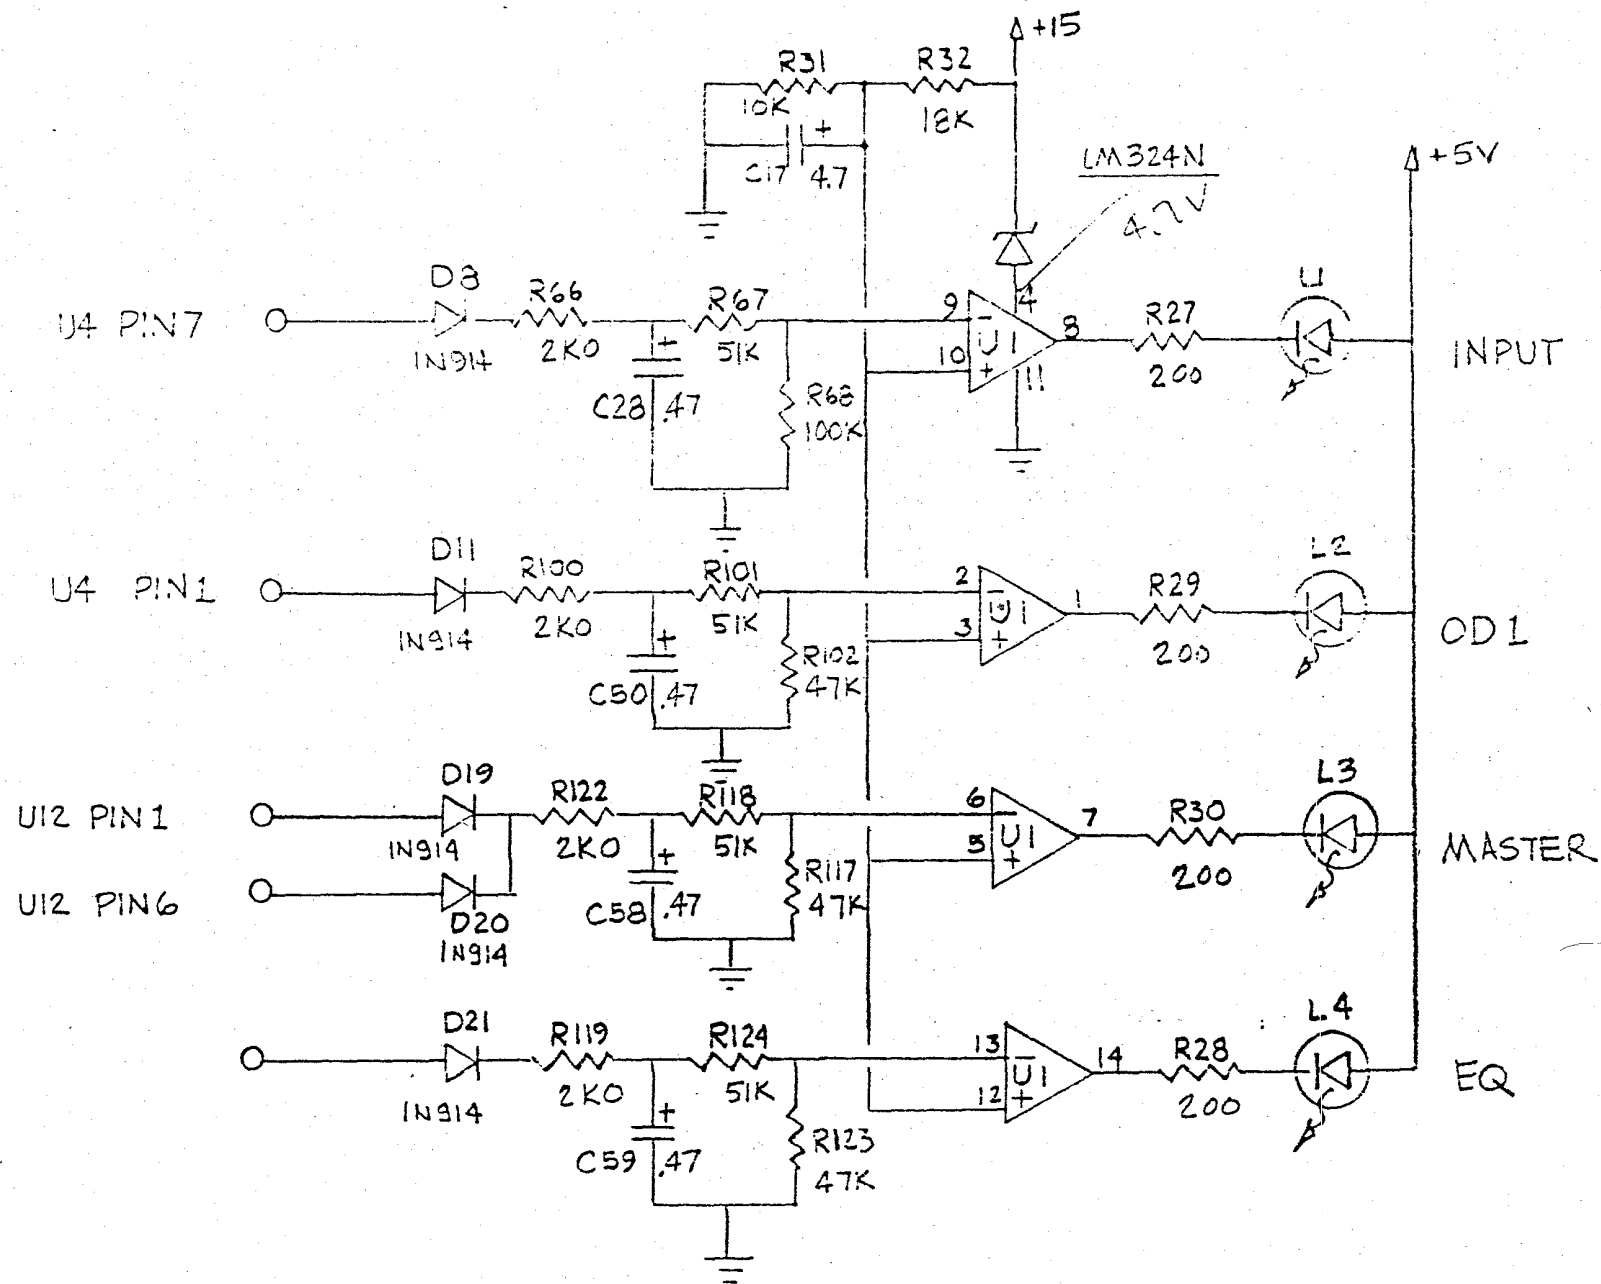 +15
R31
10K
R32
18K
+
C17 4.7
LM324N
4.7V
+5V
U4 PIN7
D8
1N914
R66
2K0
+
C28 .47
R67
51K
R68
100K
9
-
4
U1
10
+
11
8
R27
200
L1
INPUT
U4 PIN1
D11
1N914
R100
2K0
+
C50 .47
R101
51K
R102
47K
2
-
U1
3
+
1
R29
200
L2
OD1
U12 PIN1
D19
1N914
U12 PIN6
D20
1N914
R122
2K0
+
C58 .47
R118
51K
R117
47K
6
-
U1
5
+
7
R30
200
L3
MASTER
D21
1N914
R119
2K0
+
C59 .47
R124
51K
R123
47K
13
-
U1
12
+
14
R28
200
L4
EQ